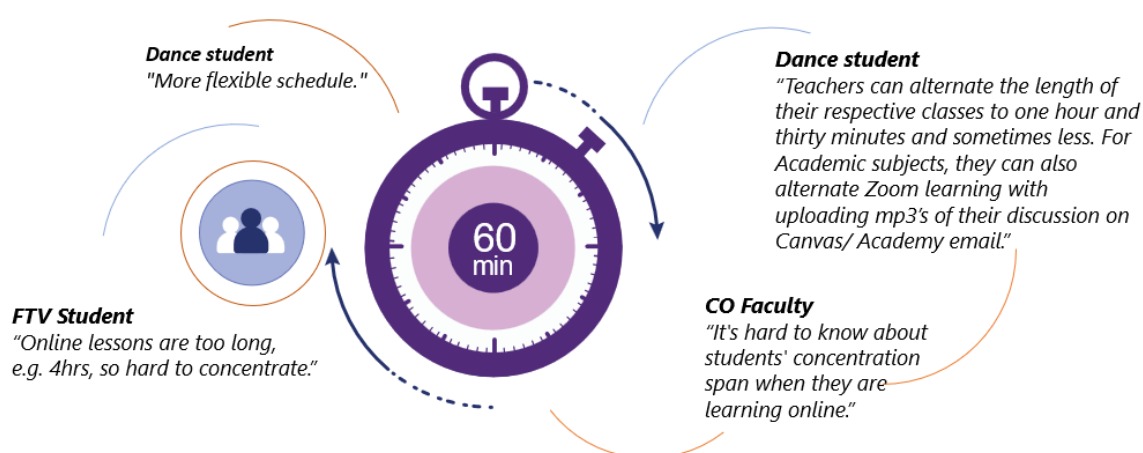 Dance student
"More flexible schedule."
Dance student
“Teachers can alternate the length of
their respective classes to one hour and
thirty minutes and sometimes less. For
Academic subjects, they can also
alternate Zoom learning with
uploading mp3’s of their discussion on
Canvas/ Academy email.”
60
min
FTV Student
“Online lessons are too long,
e.g. 4hrs, so hard to concentrate.”
CO Faculty
“It's hard to know about
students' concentration
span when they are
learning online.”